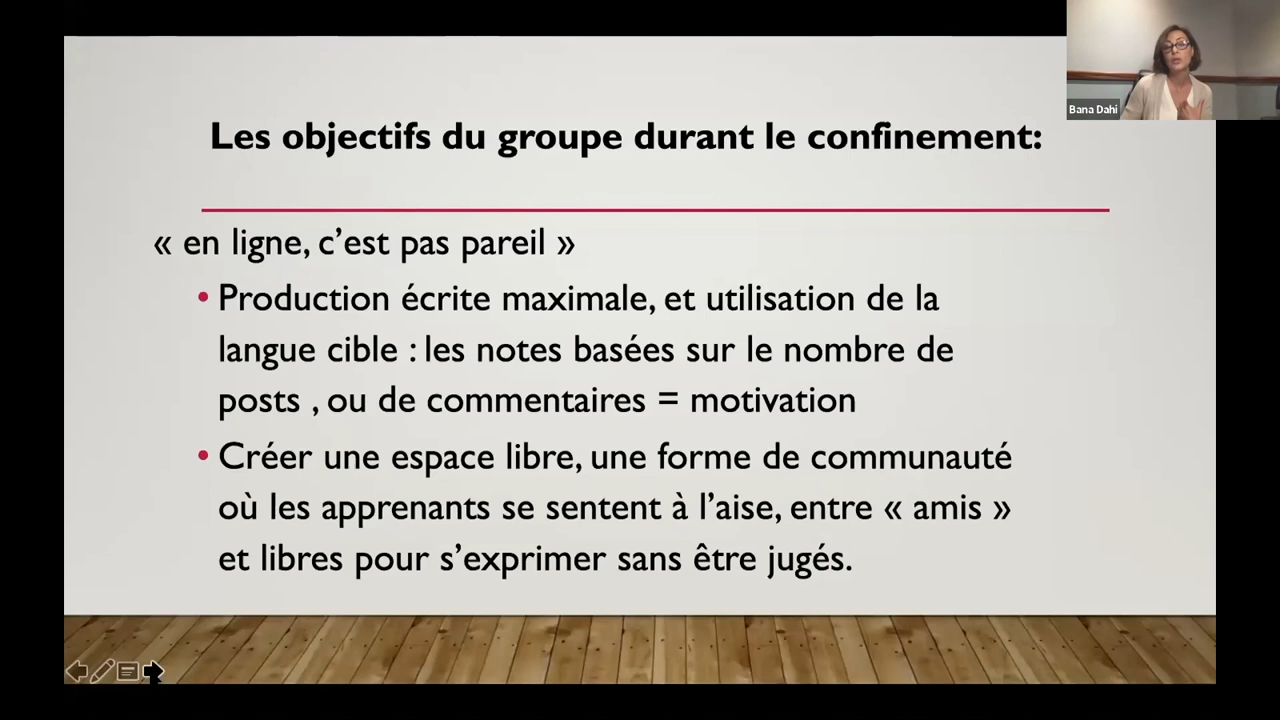 Bana Dahi
Les objectifs du groupe durant le confinement:
« en ligne, c’est pas pareil »
• Production écrite maximale, et utilisation de la
langue cible : les notes basées sur le nombre de
posts , ou de commentaires = motivation
• Créer une espace libre, une forme de communauté
où les apprenants se sentent à l’aise, entre « amis »
et libres pour s’exprimer sans être jugés.